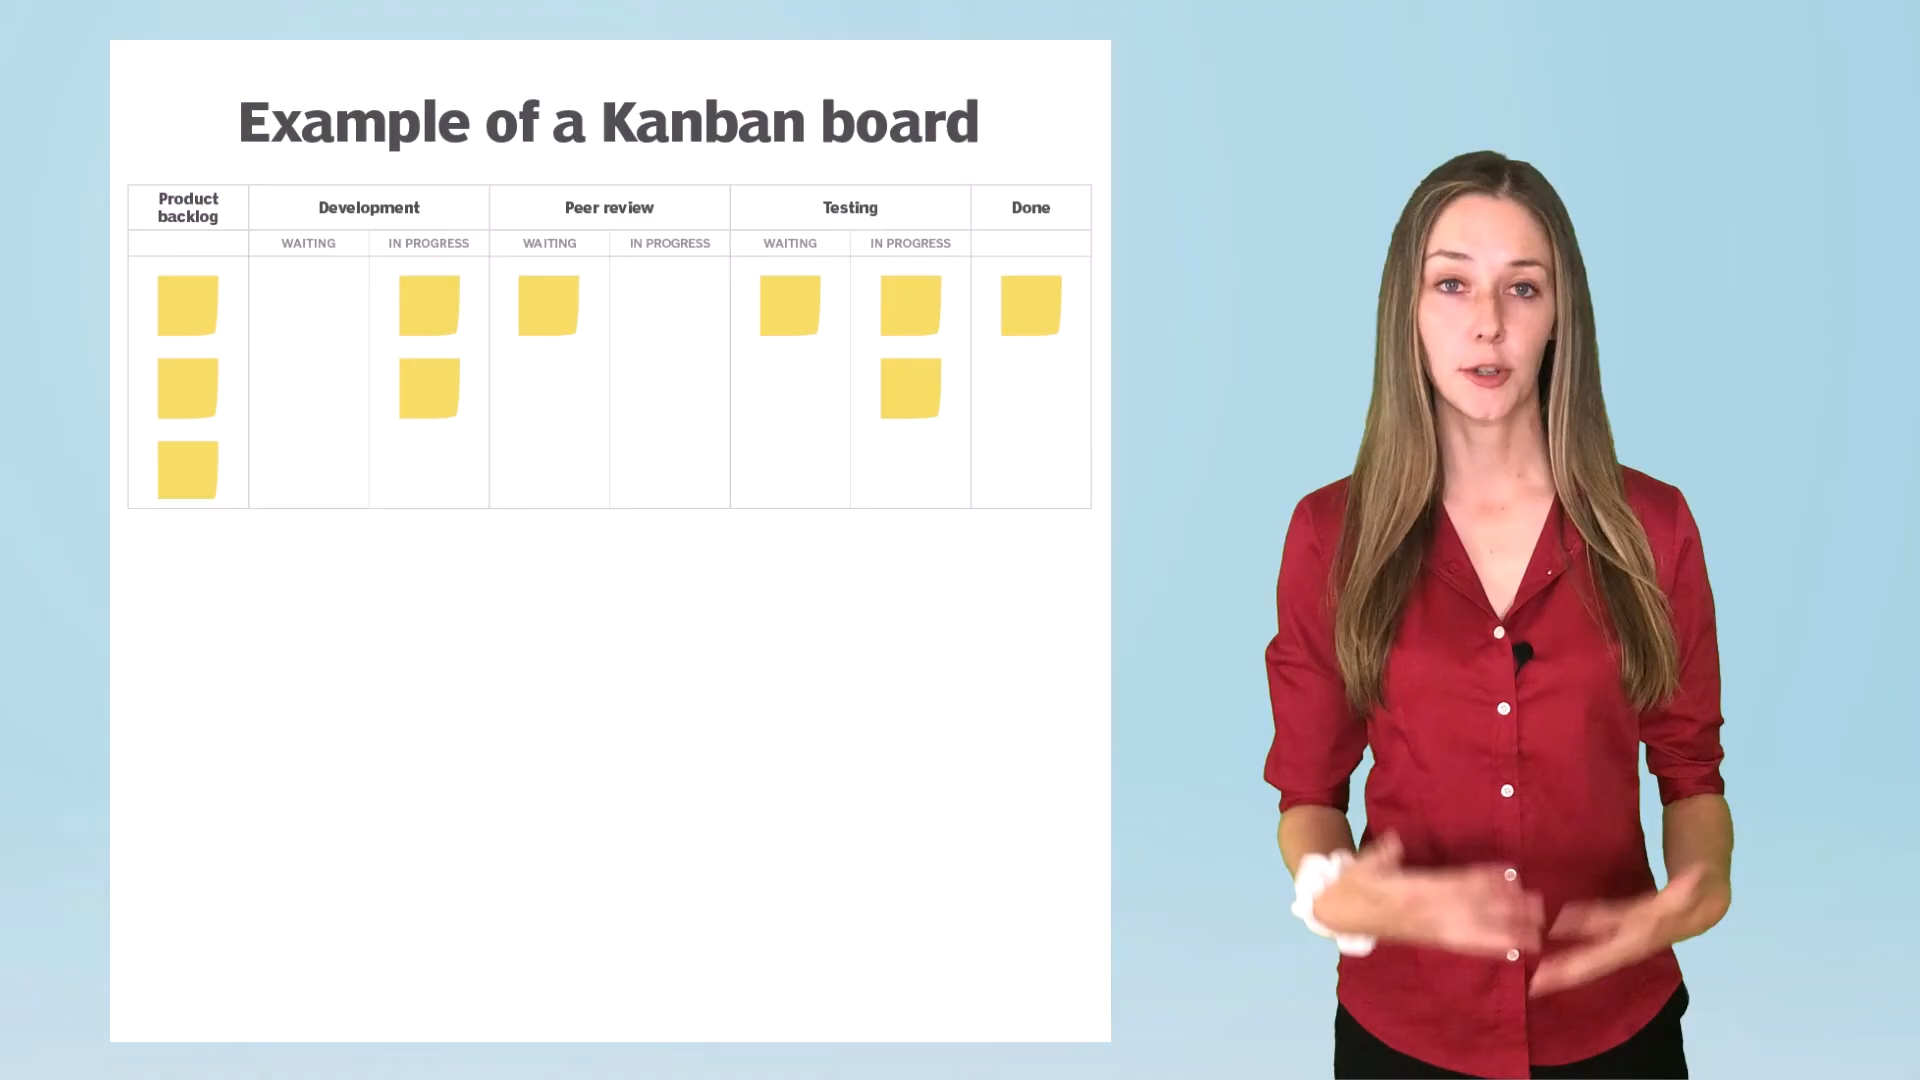 Example of a Kanban board
Product
backlog
Development
Peer review
Testing
Done
WAITING
IN PROGRESS
WAITING
IN PROGRESS
WAITING
IN PROGRESS